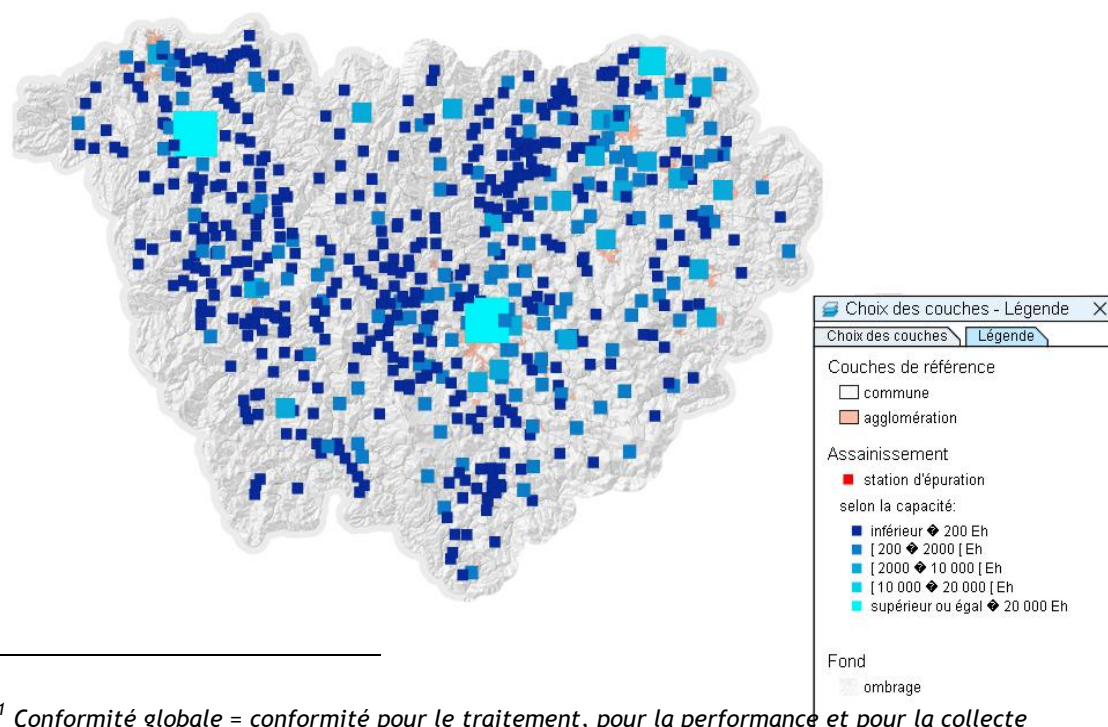 Choix des couches - Légende X
Choix des couches Légende
Couches de référence
commune
agglomération
Assainissement
station d'épuration
selon la capacité:
inférieur � 200 Eh
[ 200 � 2000 [ Eh
[ 2000 � 10 000 [ Eh
[ 10 000 � 20 000 [ Eh
supérieur ou égal � 20 000 Eh
Fond
ombrage
1 Conformité globale = conformité pour le traitement, pour la performance et pour la collecte